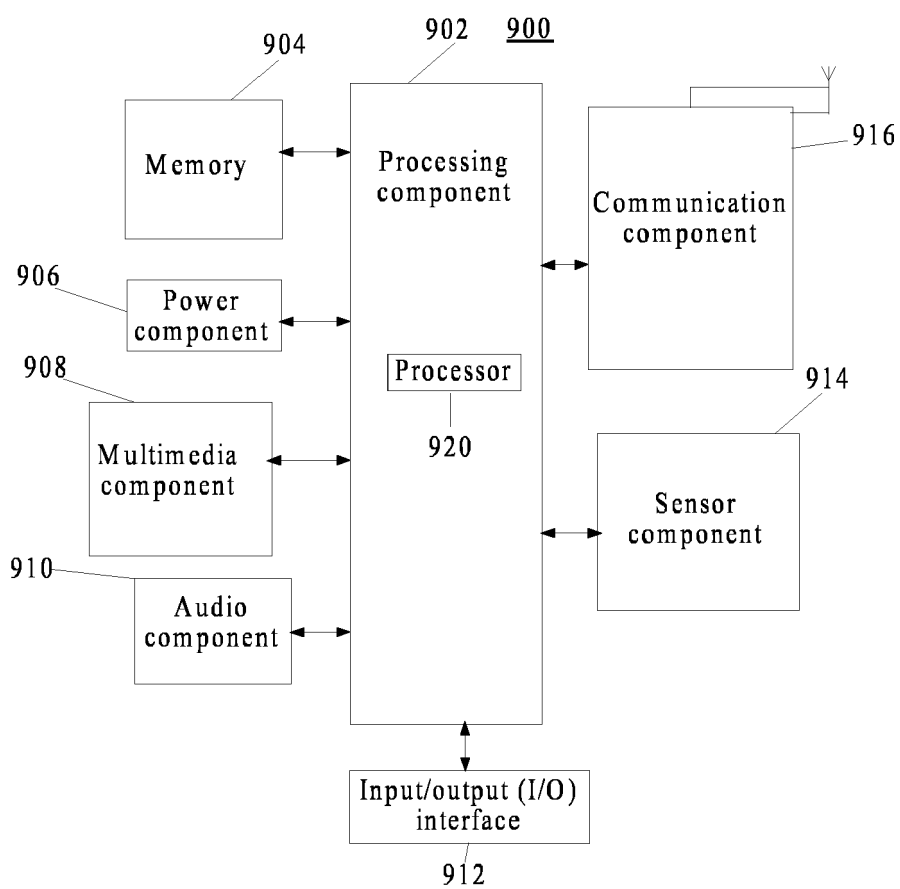 902
900
904
916
Memory
Processing
component
Communication
component
906
Power
component
908
Processor
914
920
Multimedia
component
Sensor
component
910
Audio
component
Input/output (I/O)
interface
912